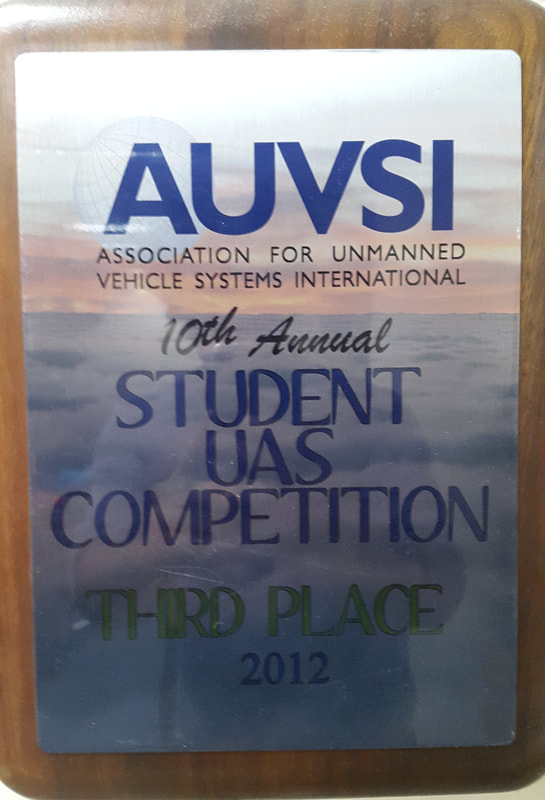 AUVSI
ASSOCIATION FOR UNMANNED
VEHICLE SYSTEMS INTERNATIONAL
10th Annual
STUDENT
UAS
COMPETITION
THIRD PLACE
2012